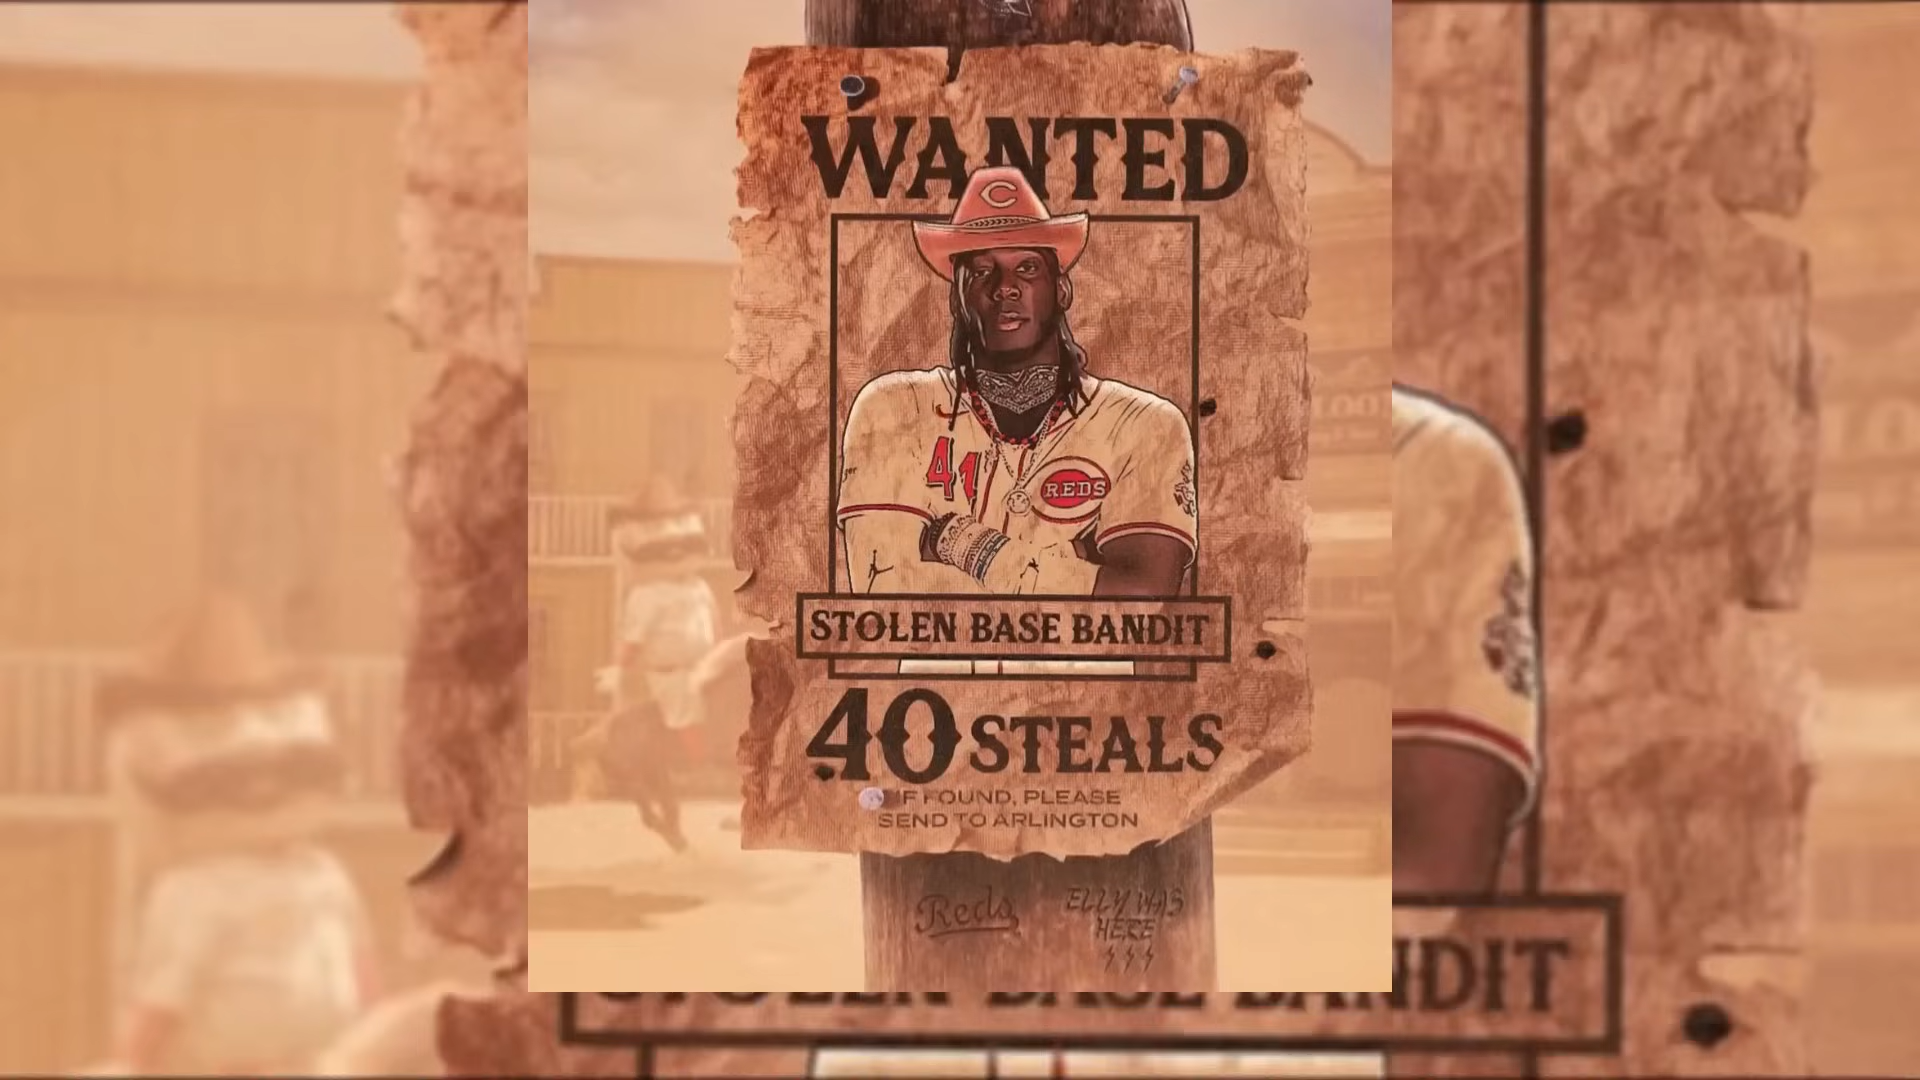 WANTED
C
41
REDS
STOLEN BASE BANDIT
40 STEALS
IF FOUND, PLEASE
SEND TO ARLINGTON
Reds
ELLY WAS
HERE